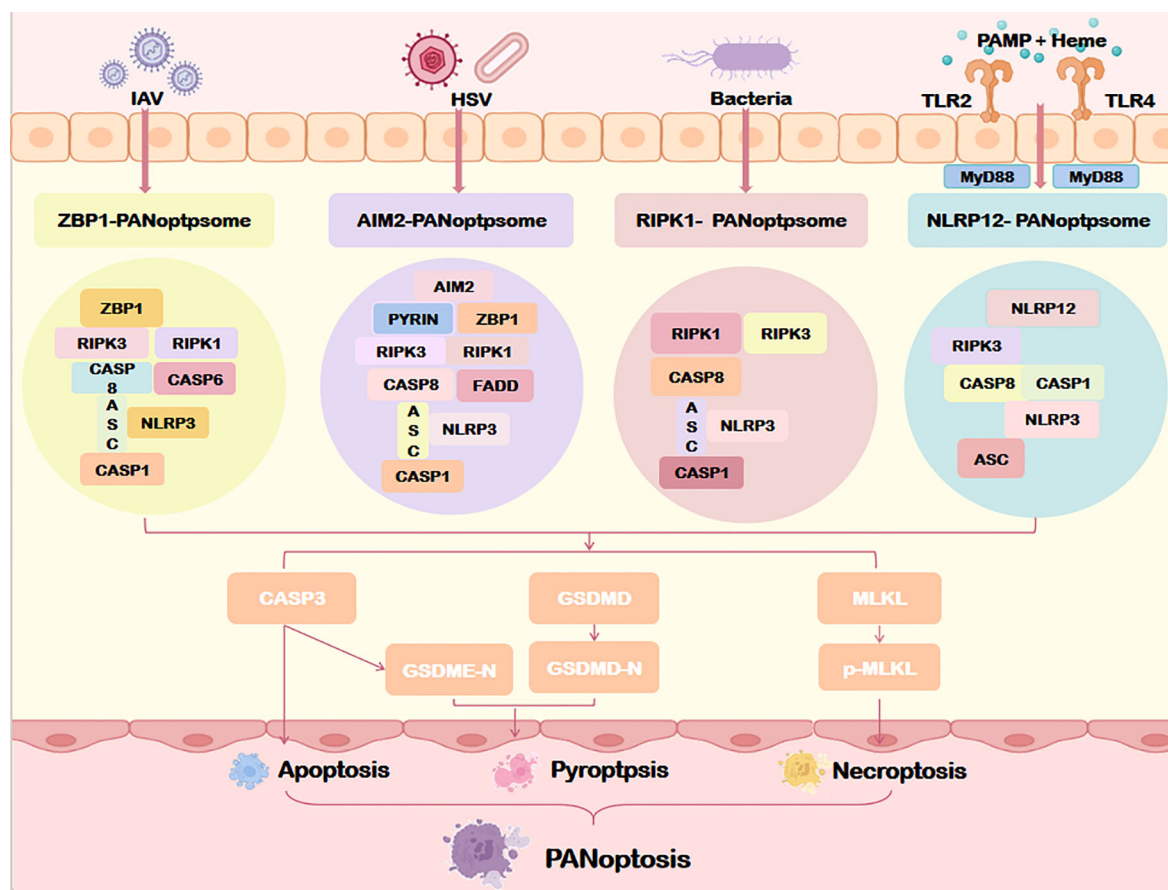 IAV
HSV
Bacteria
PAMP + Heme
TLR2
TLR4
MyD88
MyD88
ZBP1-PANoptpsome
AIM2-PANoptpsome
RIPK1- PANoptpsome
NLRP12- PANoptpsome
ZBP1
RIPK3
RIPK1
CASP
8
CASP6
A
S
C
NLRP3
CASP1
AIM2
PYRIN
ZBP1
RIPK3
RIPK1
CASP8
FADD
A
S
C
NLRP3
CASP1
RIPK1
RIPK3
CASP8
A
S
C
NLRP3
CASP1
NLRP12
RIPK3
CASP8
CASP1
NLRP3
ASC
CASP3
GSDMD
MLKL
GSDME-N
GSDMD-N
p-MLKL
Apoptosis
Pyroptpsis
Necroptosis
PANoptosis